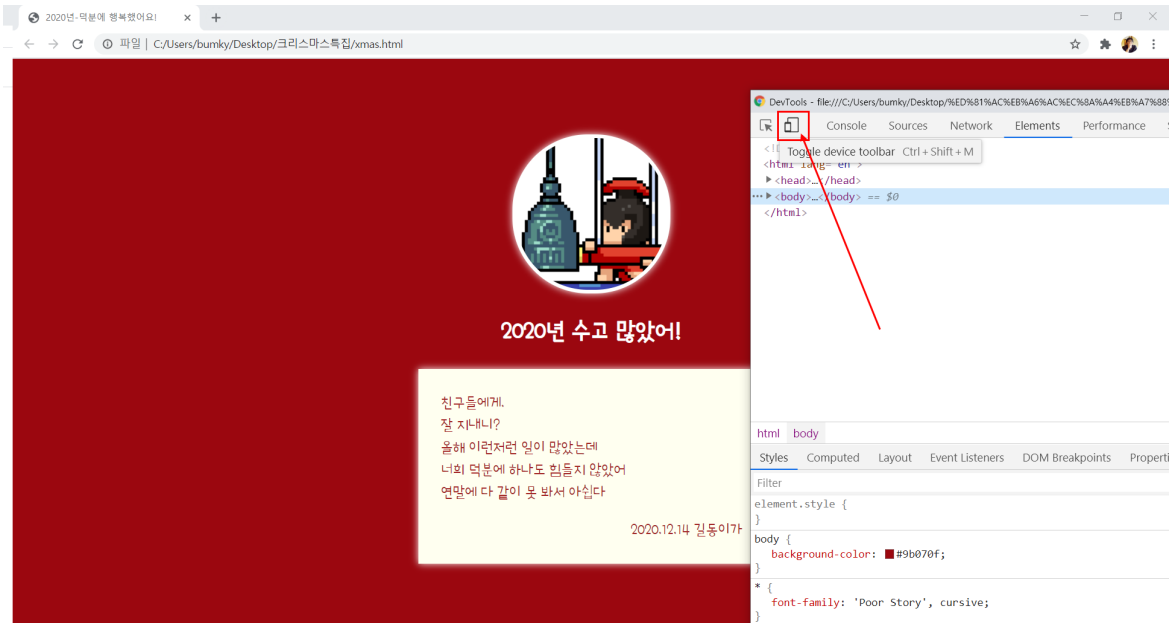 2020년-덕분에 행복했어요!
파일 | C:/Users/bumky/Desktop/크리스마스특집/xmas.html
2020년 수고 많았어!
친구들에게.
잘 지내니?
올해 이런저런 일이 많았는데
너희 덕분에 하나도 힘들지 않았어
연말에 다 같이 못 봐서 아쉽다
2020.12.14 길동이가
DevTools - file:///C:/Users/bumky/Desktop/%ED%81%AC%EB%A6%AC%EC%8A%A4%EB%A7%88%
Console Sources Network Elements Performance
Toggle device toolbar Ctrl + Shift + M
<html lang="en">
<head>…</head>
<body>…</body> == $0
</html>
html body
Styles Computed Layout Event Listeners DOM Breakpoints Properti
Filter
element.style {
}
body {
background-color: #9b070f;
}
* {
font-family: 'Poor Story', cursive;
}